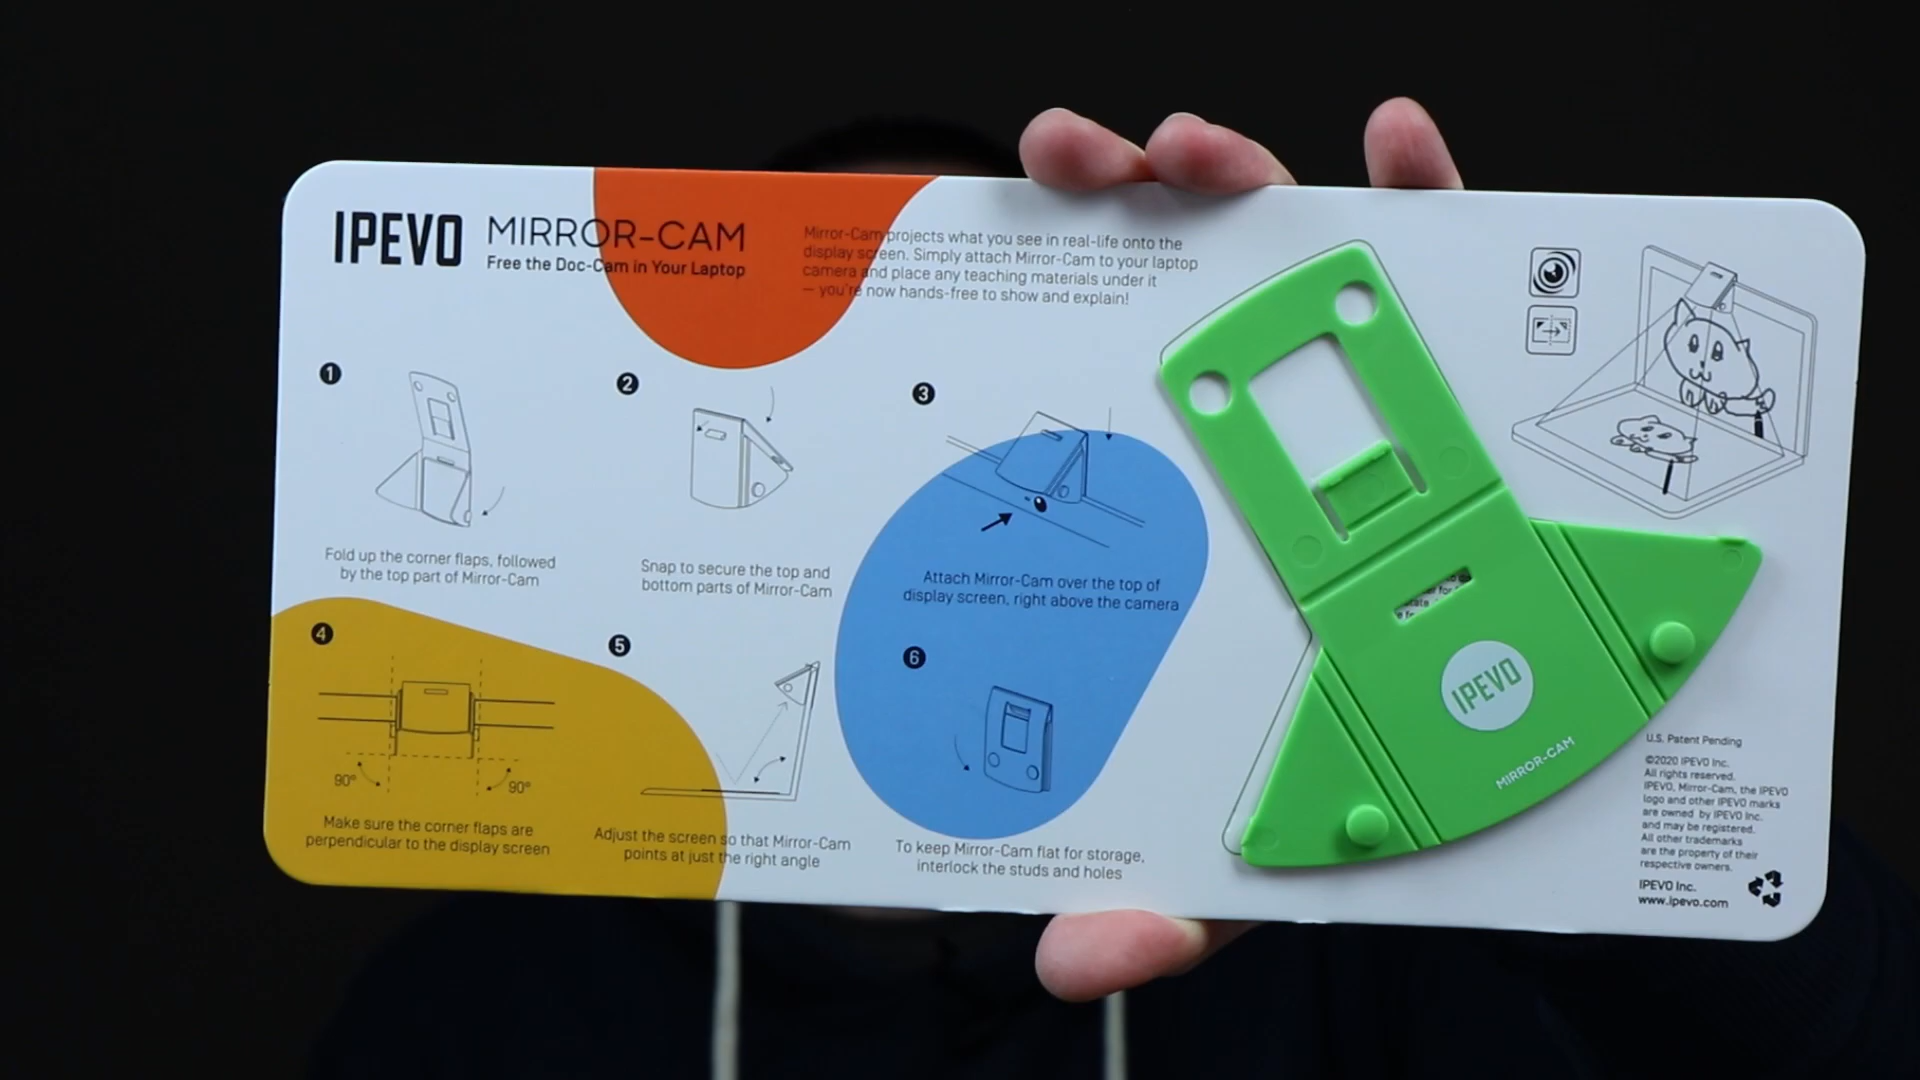 IPEVO
MIRROR-CAM
Free the Doc-Cam in Your Laptop
Mirror-Cam projects what you see in real-life onto the
display screen. Simply attach Mirror-Cam to your laptop
camera and place any teaching materials under it
– you're now hands-free to show and explain!
1
Fold up the corner flaps, followed
by the top part of Mirror-Cam
2
Snap to secure the top and
bottom parts of Mirror-Cam
3
Attach Mirror-Cam over the top of
display screen, right above the camera
4
90°
90°
Make sure the corner flaps are
perpendicular to the display screen
5
Adjust the screen so that Mirror-Cam
points at just the right angle
6
To keep Mirror-Cam flat for storage,
interlock the studs and holes
IPEVO
MIRROR-CAM
U.S. Patent Pending
©2020 IPEVO Inc.
All rights reserved.
IPEVO, Mirror-Cam, the IPEVO
logo and other IPEVO marks
are owned by IPEVO Inc.
and may be registered.
All other trademarks
are the property of their
respective owners.
IPEVO Inc.
www.ipevo.com